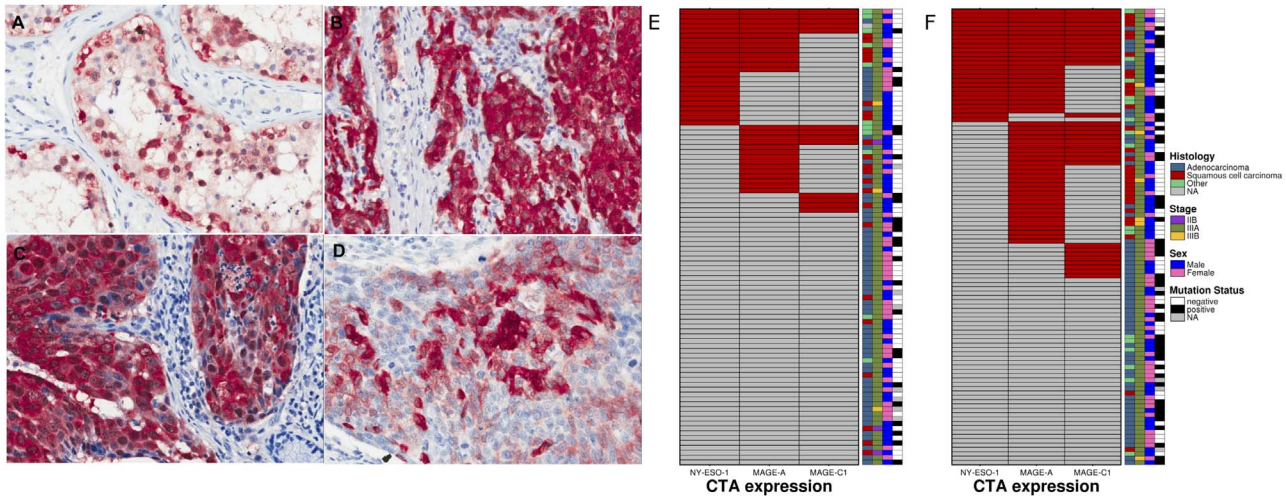 A
B
C
D
E
NY-ESO-1 MAGE-A MAGE-C1
CTA expression
F
NY-ESO-1 MAGE-A MAGE-C1
CTA expression
Histology
Adenocarcinoma
Squamous cell carcinoma
Other
NA
Stage
IIB
IIIA
IIIB
Sex
Male
Female
Mutation Status
negative
positive
NA